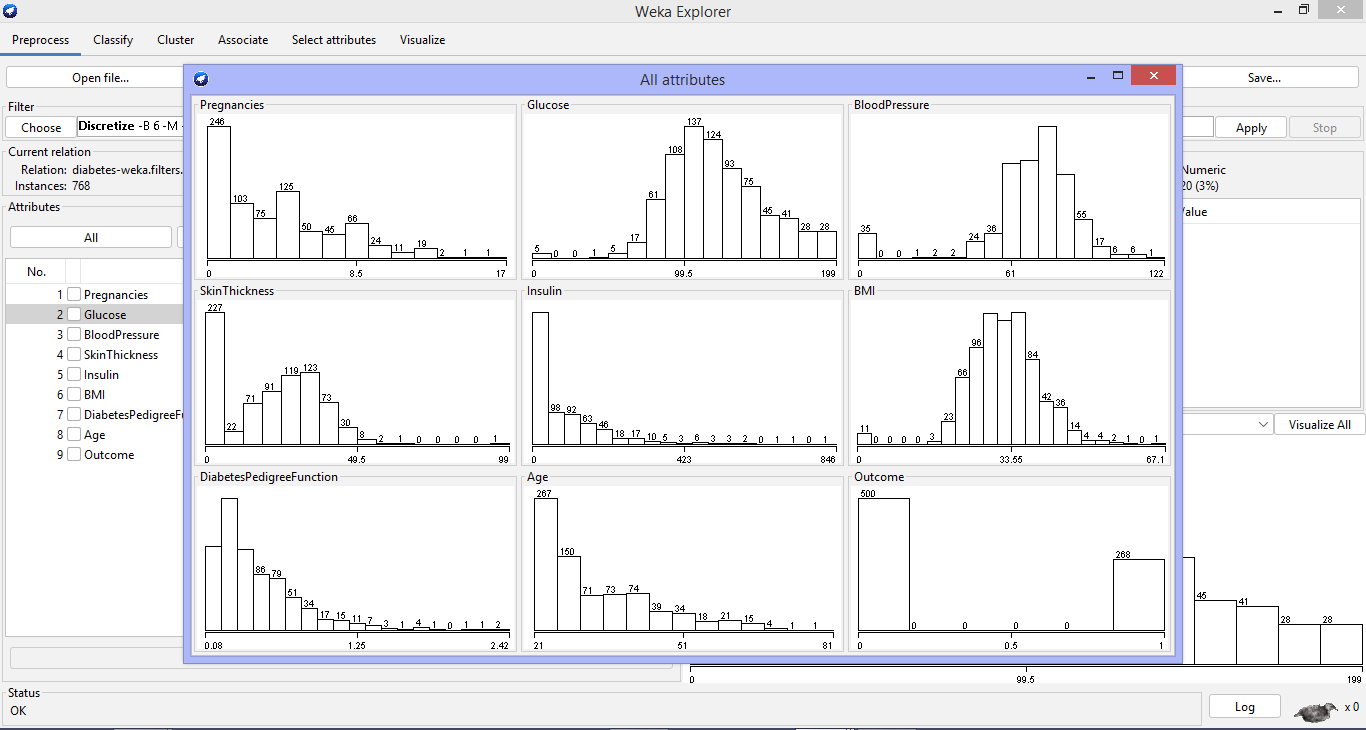 Weka Explorer
Preprocess Classify Cluster Associate Select attributes Visualize
Open file...
Save...
All attributes
Filter
Choose
Discretize -B 6 -M -
Apply
Stop
Current relation
Relation: diabetes-weka.filters.
Instances: 768
Attributes
All
No.
1 Pregnancies
2 Glucose
3 BloodPressure
4 SkinThickness
5 Insulin
6 BMI
7 DiabetesPedigreeFu
8 Age
9 Outcome
Numeric
20 (3%)
Value
Visualize All
Pregnancies
246 103 75 125 50 45 66 24 11 19 2 1 1
0 8.5 17
Glucose
5 0 0 1 5 17 61 108 137 124 93 75 45 41 28 28
0 99.5 199
BloodPressure
35 0 0 1 2 2 24 36 55 17 6 6 1
0 61 122
SkinThickness
227 22 71 91 119 123 73 30 8 2 1 0 0 0 0 1
0 49.5 99
Insulin
98 92 63 46 18 17 10 5 3 6 3 3 2 0 1 1 0 1
0 423 846
BMI
11 0 0 0 0 3 23 66 96 84 42 36 14 4 4 2 1 0 1
0 33.55 67.1
DiabetesPedigreeFunction
86 79 51 34 17 15 11 7 3 1 4 1 0 1 1 2
0.08 1.25 2.42
Age
267 150 71 73 74 39 34 18 21 15 4 1 1
21 51 81
Outcome
500 0 0 0 0 268
0 0.5 1
45 41 28 28
0 99.5 199
Status
OK
Log
x 0